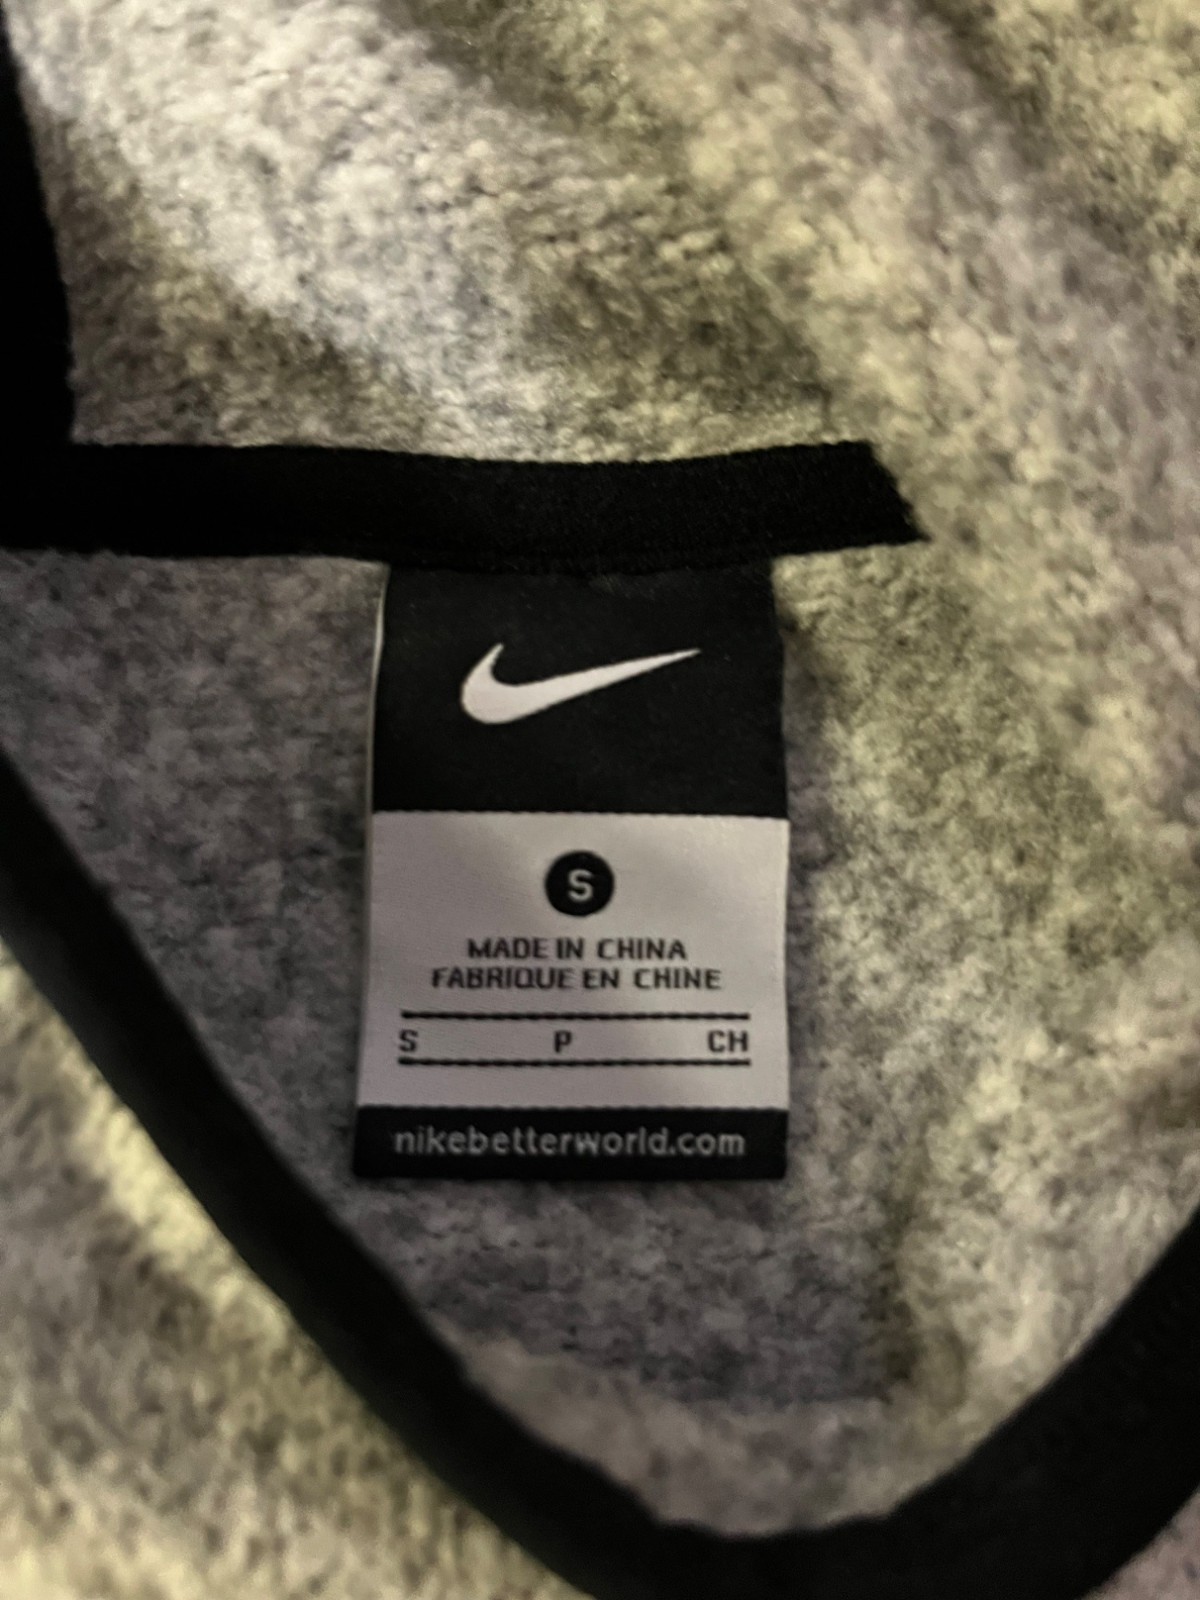 S
MADE IN CHINA
FABRIQUE EN CHINE
S P CH
nikebetterworld.com